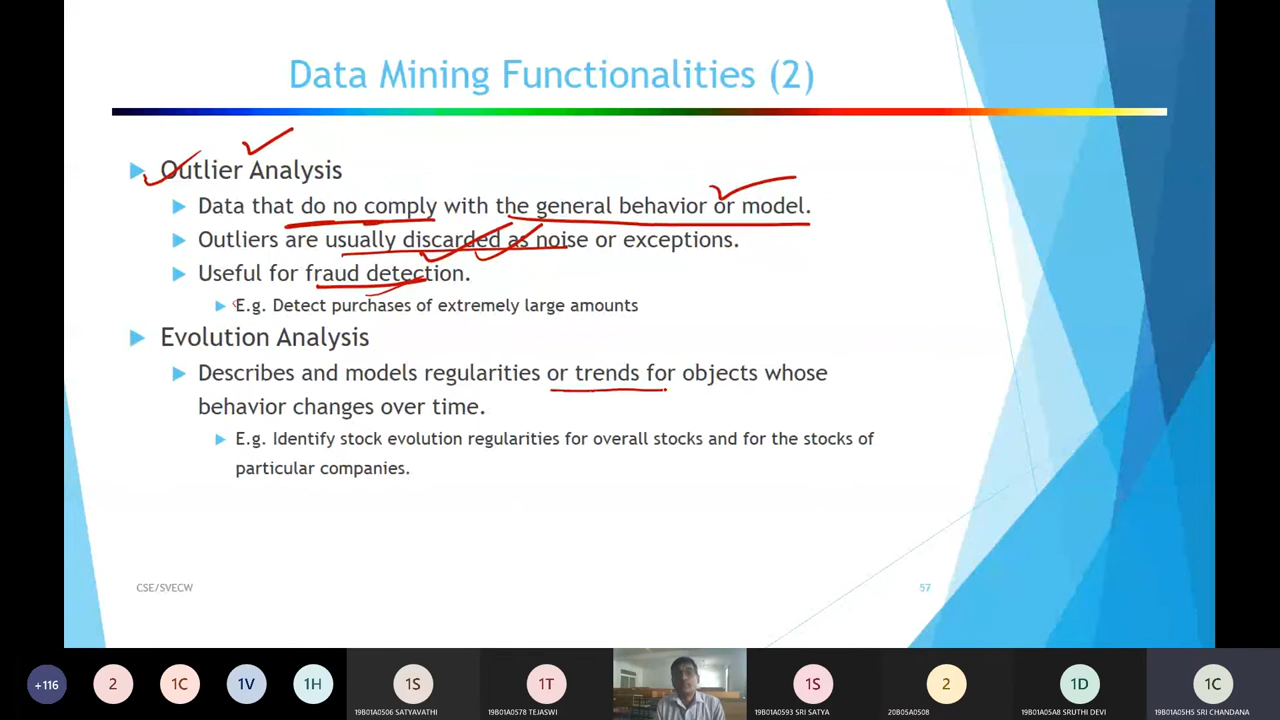 Data Mining Functionalities (2)
Outlier Analysis
Data that do no comply with the general behavior or model.
Outliers are usually discarded as noise or exceptions.
Useful for fraud detection.
E.g. Detect purchases of extremely large amounts
Evolution Analysis
Describes and models regularities or trends for objects whose
behavior changes over time.
E.g. Identify stock evolution regularities for overall stocks and for the stocks of
particular companies.
CSE/SVECW
57
+116
2
1C
1V
1H
1S
1T
1S
2
1D
1C
19B01A0506 SATYAVATHI
19B01A0578 TEJASWI
19B01A0593 SRI SATYA
20B05A0508
19B01A05A8 SRUTHI DEVI
19B01A05H5 SRI CHANDANA